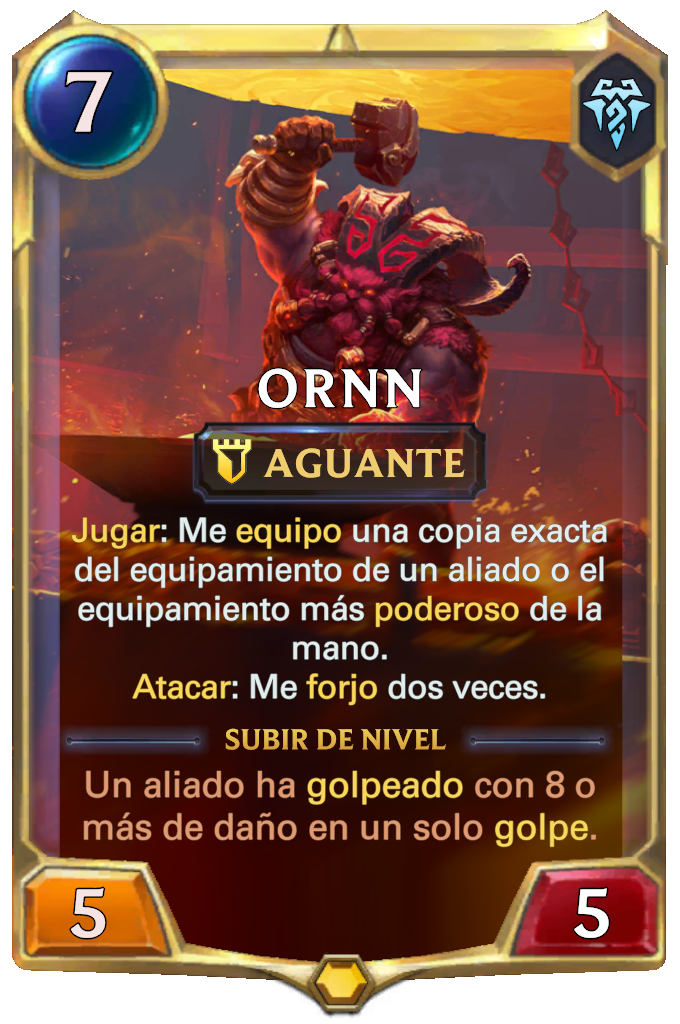 7
ORNN
AGUANTE
Jugar: Me equipo una copia exacta
del equipamiento de un aliado o el
equipamiento más poderoso de la
mano.
Atacar: Me forjo dos veces.
SUBIR DE NIVEL
Un aliado ha golpeado con 8 o
más de daño en un solo golpe.
5 5